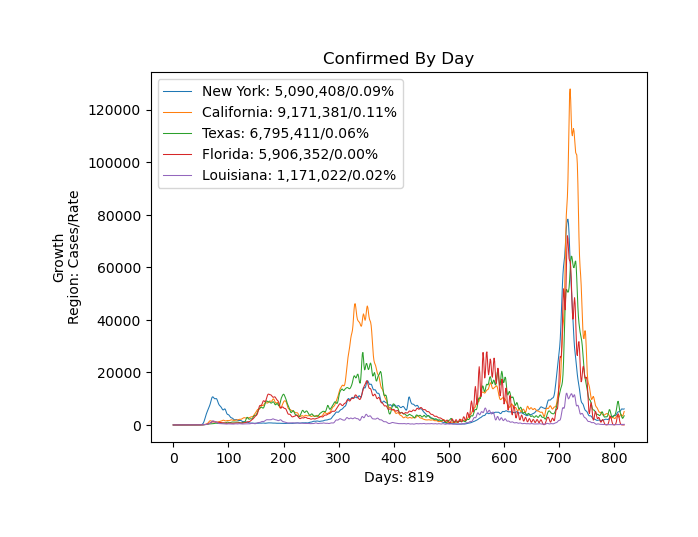 Confirmed By Day
New York: 5,090,408/0.09%
California: 9,171,381/0.11%
Texas: 6,795,411/0.06%
Florida: 5,906,352/0.00%
Louisiana: 1,171,022/0.02%
Growth
Region: Cases/Rate
120000
100000
80000
60000
40000
20000
0
0 100 200 300 400 500 600 700 800
Days: 819